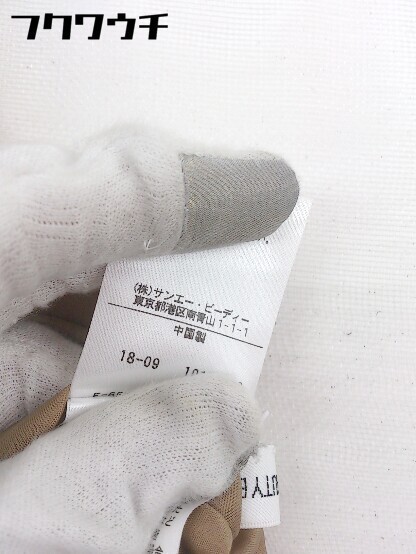 フクワウチ
(株)サンエー・ビーディー
東京都港区南青山1-1-1
中国製
18-09